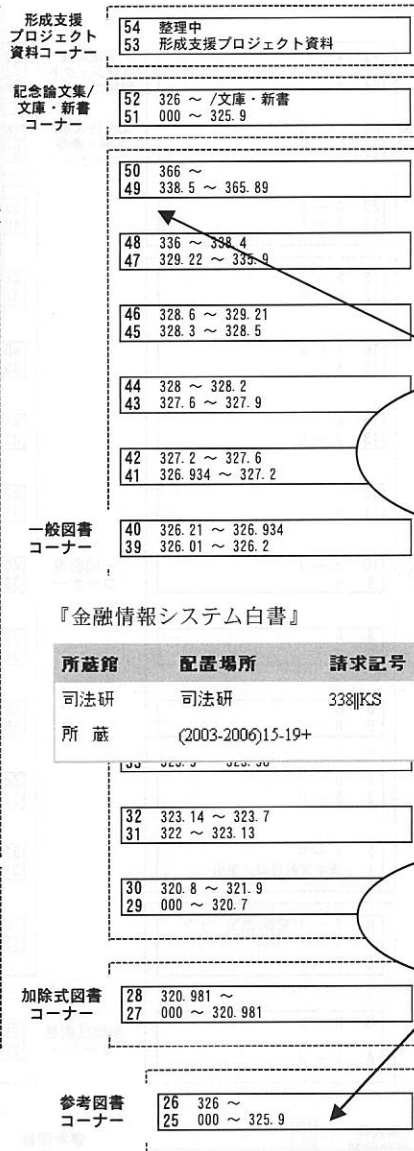 形成支援
プロジェクト
資料コーナー
54 整理中
53 形成支援プロジェクト資料
記念論文集/
文庫・新書
コーナー
52 326 ～ /文庫・新書
51 000 ～ 325.9
50 366 ～
49 338.5 ～ 365.89
48 336 ～ 338.4
47 329.22 ～ 335.9
46 328.6 ～ 329.21
45 328.3 ～ 328.5
44 328 ～ 328.2
43 327.6 ～ 327.9
42 327.2 ～ 327.6
41 326.934 ～ 327.2
一般図書
コーナー
40 326.21 ～ 326.934
39 326.01 ～ 326.2
『金融情報システム白書』
所蔵館 配置場所 請求記号
司法研 司法研 338||KS
所 蔵 (2003-2006)15-19+
32 323.14 ～ 323.7
31 322 ～ 323.13
30 320.8 ～ 321.9
29 000 ～ 320.7
加除式図書
コーナー
28 320.981 ～
27 000 ～ 320.981
参考図書
コーナー
26 326 ～
25 000 ～ 325.9